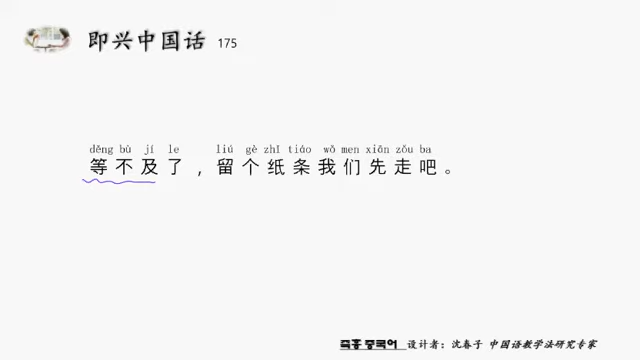 即兴中国话 175
děng bù jí le liú gè zhī tiáo wǒ men xiān zǒu ba
等不及了，留个纸条我们先走吧。
즉흥 중국어 设计者：沈春子 中国语教学法研究专家